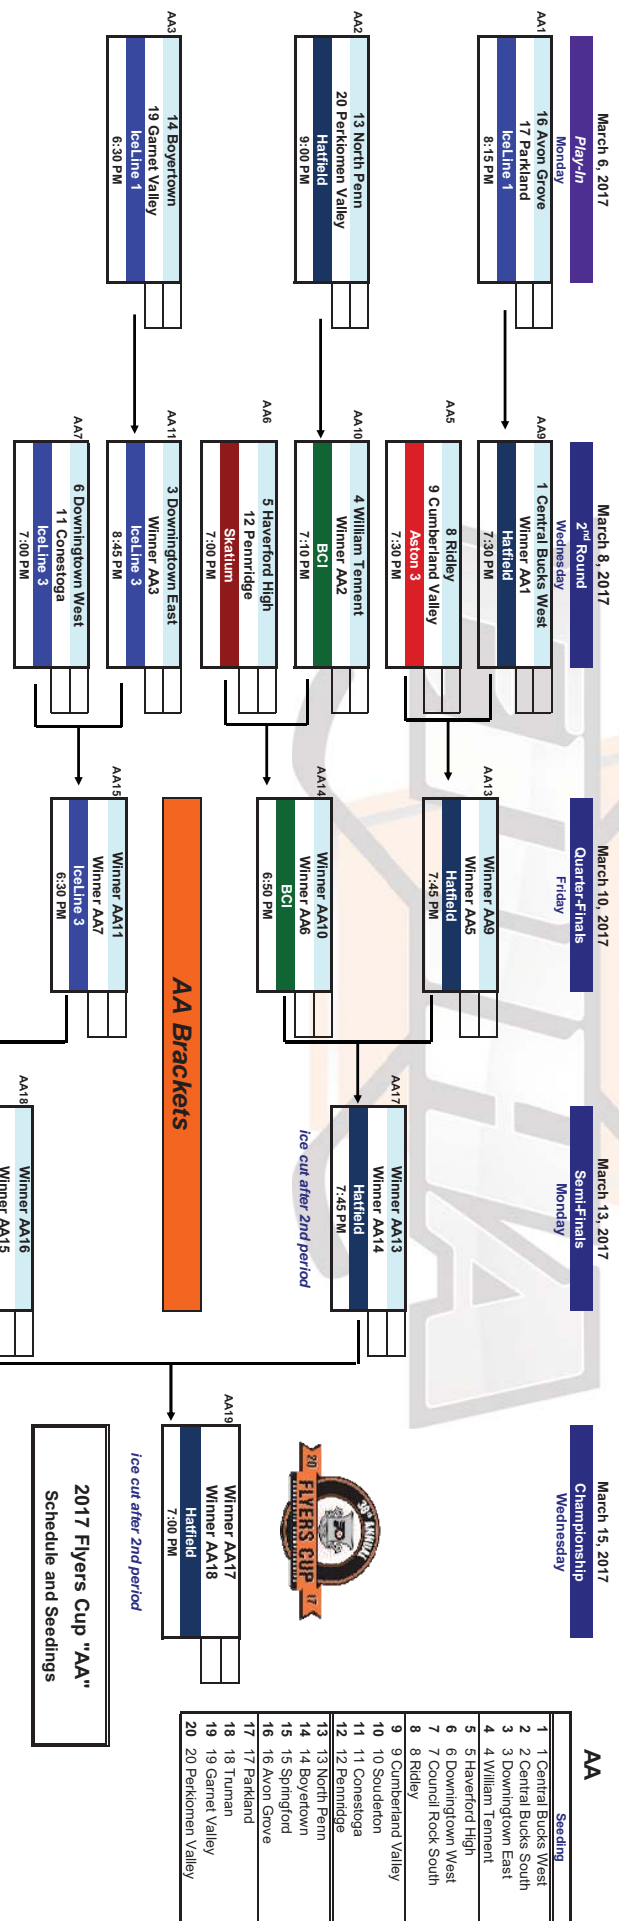 March 6, 2017
Play-In
Monday
AA1
16 Avon Grove
17 Parkland
IceLine 1
8:15 PM
AA2
13 North Penn
20 Perkiomen Valley
Hatfield
9:00 PM
AA3
14 Boyertown
19 Garnet Valley
IceLine 1
6:30 PM
March 8, 2017
2nd Round
Wednesday
AA9
1 Central Bucks West
Winner AA1
Hatfield
7:30 PM
AA5
8 Ridley
9 Cumberland Valley
Aston 3
7:30 PM
AA10
4 William Tennent
Winner AA2
BCI
7:10 PM
AA6
5 Haverford High
12 Pennridge
Skatium
7:00 PM
AA11
3 Downingtown East
Winner AA3
IceLine 3
8:45 PM
AA7
6 Downingtown West
11 Conestoga
IceLine 3
7:00 PM
March 10, 2017
Quarter-Finals
Friday
AA13
Winner AA9
Winner AA5
Hatfield
7:45 PM
AA14
Winner AA10
Winner AA6
BCI
6:50 PM
AA15
Winner AA11
Winner AA7
IceLine 3
6:30 PM
AA Brackets
March 13, 2017
Semi-Finals
Monday
AA17
Winner AA13
Winner AA14
Hatfield
7:45 PM
ice cut after 2nd period
AA18
Winner AA16
Winner AA15
March 15, 2017
Championship
Wednesday
38th ANNUAL
20 FLYERS CUP 17
AA19
Winner AA17
Winner AA18
Hatfield
7:00 PM
ice cut after 2nd period
2017 Flyers Cup "AA"
Schedule and Seedings
AA
Seeding
1 1 Central Bucks West
2 2 Central Bucks South
3 3 Downingtown East
4 4 William Tennent
5 5 Haverford High
6 6 Downingtown West
7 7 Council Rock South
8 8 Ridley
9 9 Cumberland Valley
10 10 Souderton
11 11 Conestoga
12 12 Pennridge
13 13 North Penn
14 14 Boyertown
15 15 Springford
16 16 Avon Grove
17 17 Parkland
18 18 Truman
19 19 Garnet Valley
20 20 Perkiomen Valley